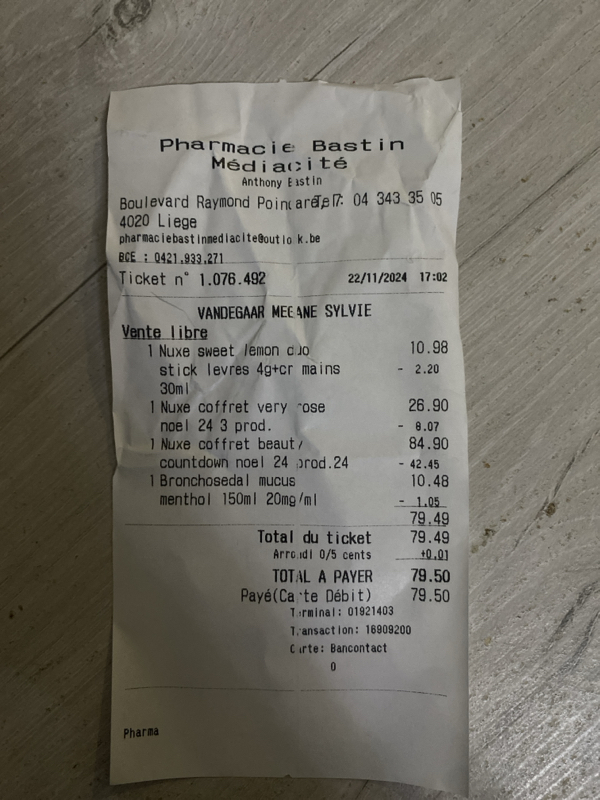 Pharmacie Bastin
Médiacité
Anthony Bastin
Boulevard Raymond Poincaré, 7 Tel: 04 343 35 05
4020 Liege
pharmaciebastinmediacite@outlook.be
BCE : 0421.933.271
Ticket n° 1.076.492 22/11/2024 17:02
VANDEGAAR MEGANE SYLVIE
Vente libre
1 Nuxe sweet lemon duo 10.98
stick levres 4g+cr mains - 2.20
30ml
1 Nuxe coffret very rose 26.90
noel 24 3 prod. - 8.07
1 Nuxe coffret beauty 84.90
countdown noel 24 prod.24 - 42.45
1 Bronchosedal mucus 10.48
menthol 150ml 20mg/ml - 1.05
79.49
Total du ticket 79.49
Arrondi 0/5 cents +0.01
TOTAL A PAYER 79.50
Payé(Carte Débit) 79.50
Terminal: 01921403
Transaction: 16909200
Carte: Bancontact
0
Pharma